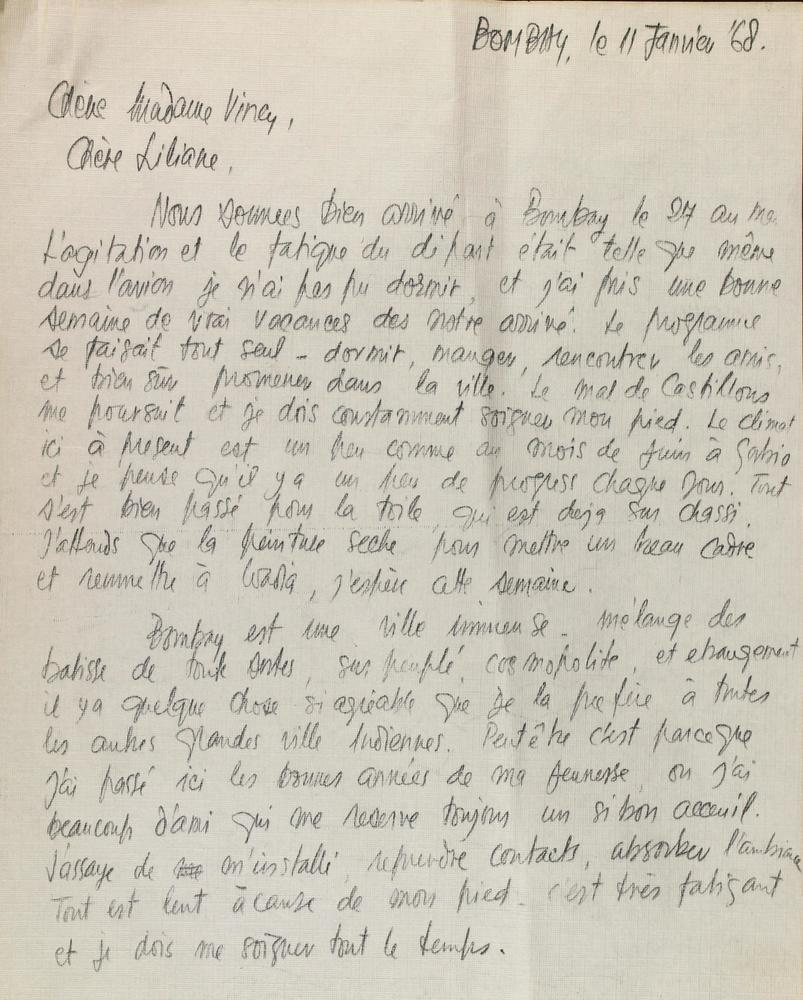 BOMBAY, le 11 Janvier '68.
Chère Madame Viney,
Chère Liliane,
Nous sommes bien arrivé à Bombay le 27 au
L'agitation et le fatigue du départ était telle que même
dans l'avion je n'ai pas pu dormir, et j'ai pris une bonne
semaine de vrai vacances des notre arrivé. Le programme
se faisait tout seul - dormir, manger, rencontrer les amis,
et bien sûr promener dans la ville. Le mal de Castillons
me poursuit et je dois constamment soigner mon pied. Le climat
ici à présent est un peu comme au mois de Juin à Gorbio
et je pense qu'il y a un peu de progress chaque jour. Tout
s'est bien passé pour la toile, qui est deja sur chassi.
J'attends que la peinture seche pour mettre un beau cadre
et remmettre à Wadia, j'espère cette semaine.
Bombay est une ville immense - mélange des
batisse de toute sortes, sur peuplé, cosmopolite, et etrangement
il y a quelque chose si agréable que je la prefère à toutes
les autres grandes ville Indiennes. Peut être c'est parceque
j'ai passé ici les bonnes années de ma jeunesse, ou j'ai
beaucoup d'ami qui me reserve toujours un si bon acceuil.
J'assaye de m'installé, reprendre contacts, absorber l'ambiance
Tout est lent àcause de mon pied - c'est très fatigant
et je dois me soigner tout le temps.